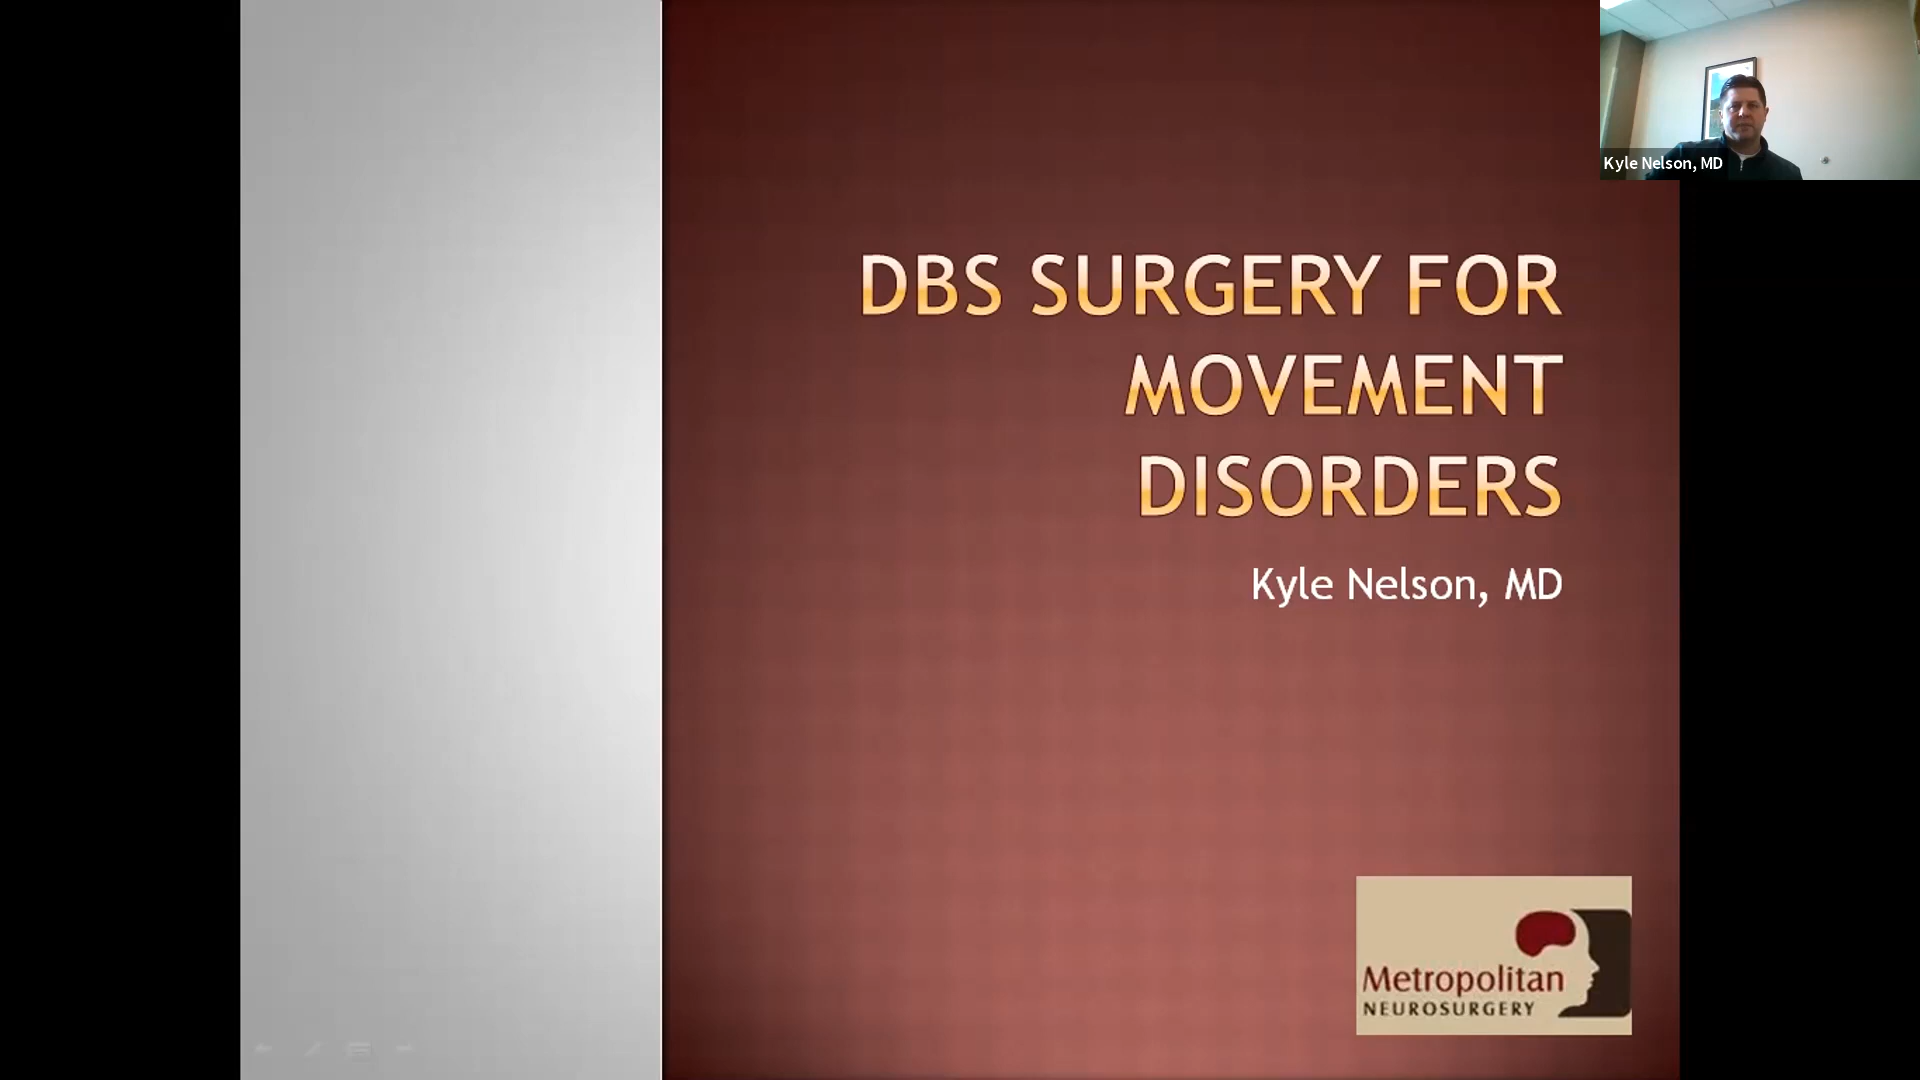 DBS SURGERY FOR
MOVEMENT
DISORDERS
Kyle Nelson, MD
Kyle Nelson, MD
Metropolitan
NEUROSURGERY